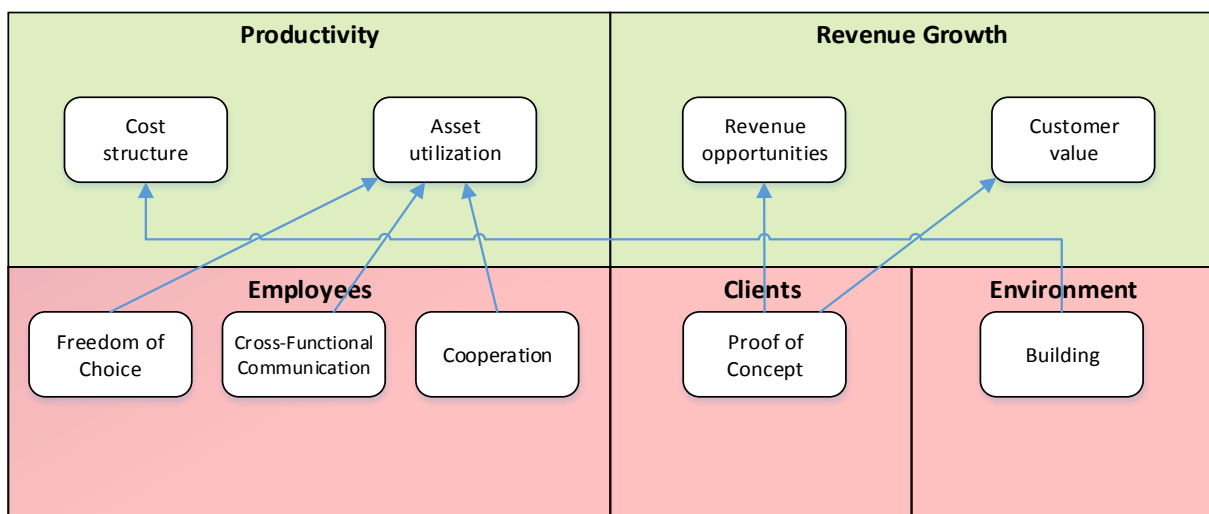 Productivity
Revenue Growth
Cost
structure
Asset
utilization
Revenue
opportunities
Customer
value
Employees
Clients
Environment
Freedom of
Choice
Cross-Functional
Communication
Cooperation
Proof of
Concept
Building